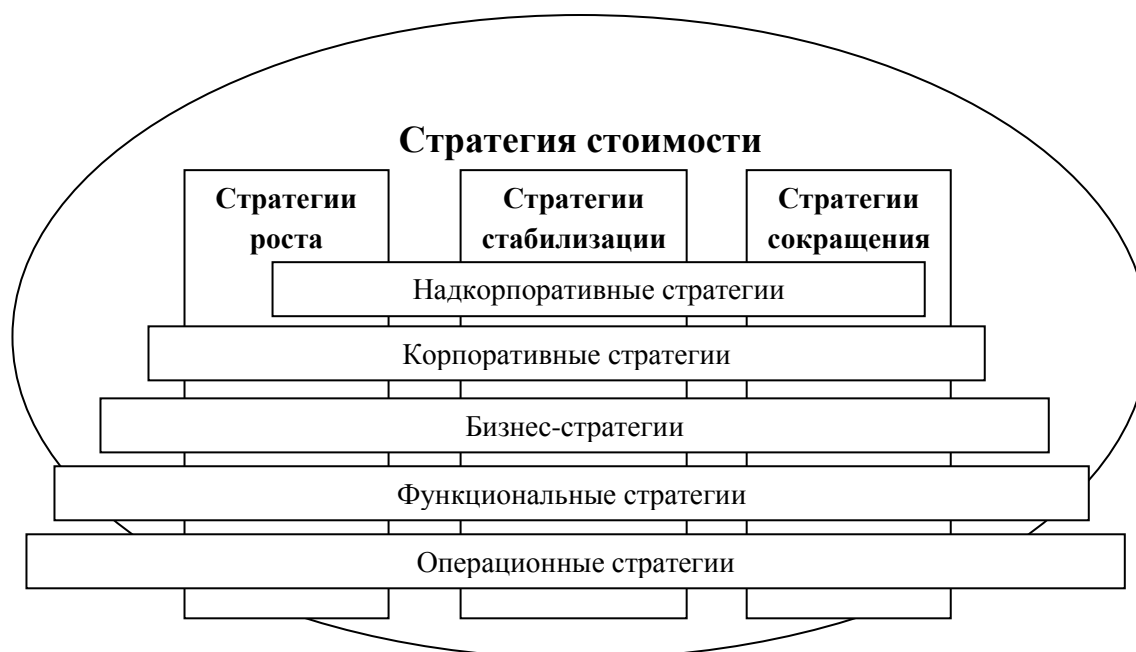 Стратегия стоимости
Стратегии
роста
Стратегии
стабилизации
Стратегии
сокращения
Надкорпоративные стратегии
Корпоративные стратегии
Бизнес-стратегии
Функциональные стратегии
Операционные стратегии